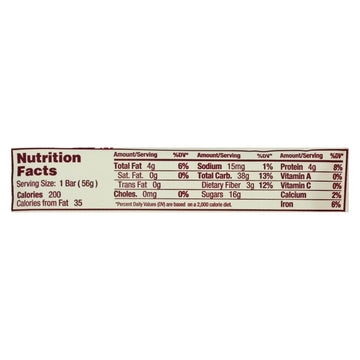 Nutrition
Facts
Serving Size: 1 Bar ( 56g)
Calories 200
Calories from Fat 35
Amount/Serving %DV*
Total Fat 4g 6%
Sat. Fat. 0g 0%
Trans Fat 0g
Choles. 0mg 0%
Amount/Serving %DV*
Sodium 15mg 1%
Total Carb. 38g 13%
Dietary Fiber 3g 12%
Sugars 16g
Amount/Serving %DV*
Protein 4g 8%
Vitamin A 0%
Vitamin C 0%
Calcium 2%
Iron 6%
*Percent Daily Values (DV) are based on a 2,000 calorie diet.